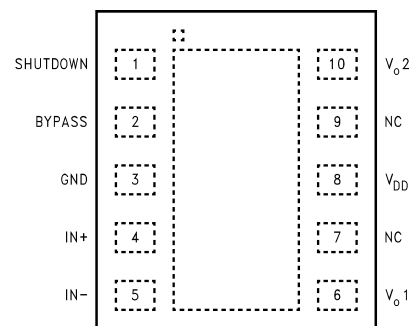 SHUTDOWN 1 10 Vo2
BYPASS 2 9 NC
GND 3 8 VDD
IN+ 4 7 NC
IN- 5 6 Vo1